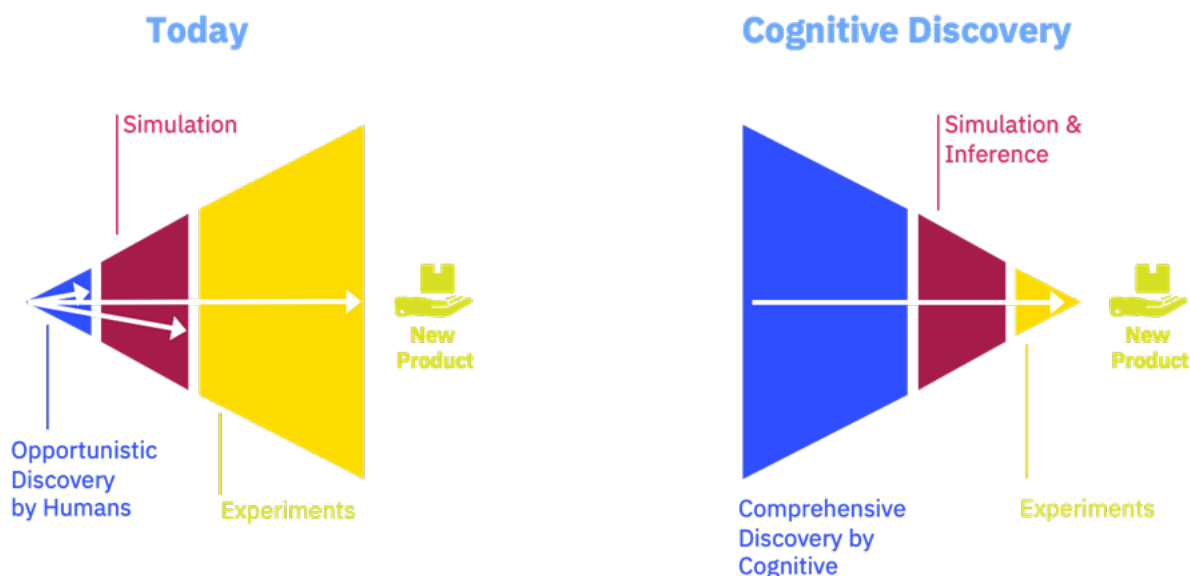 Today
Simulation
New
Product
Opportunistic
Discovery
by Humans
Experiments
Cognitive Discovery
Simulation &
Inference
New
Product
Comprehensive
Discovery by
Cognitive
Experiments